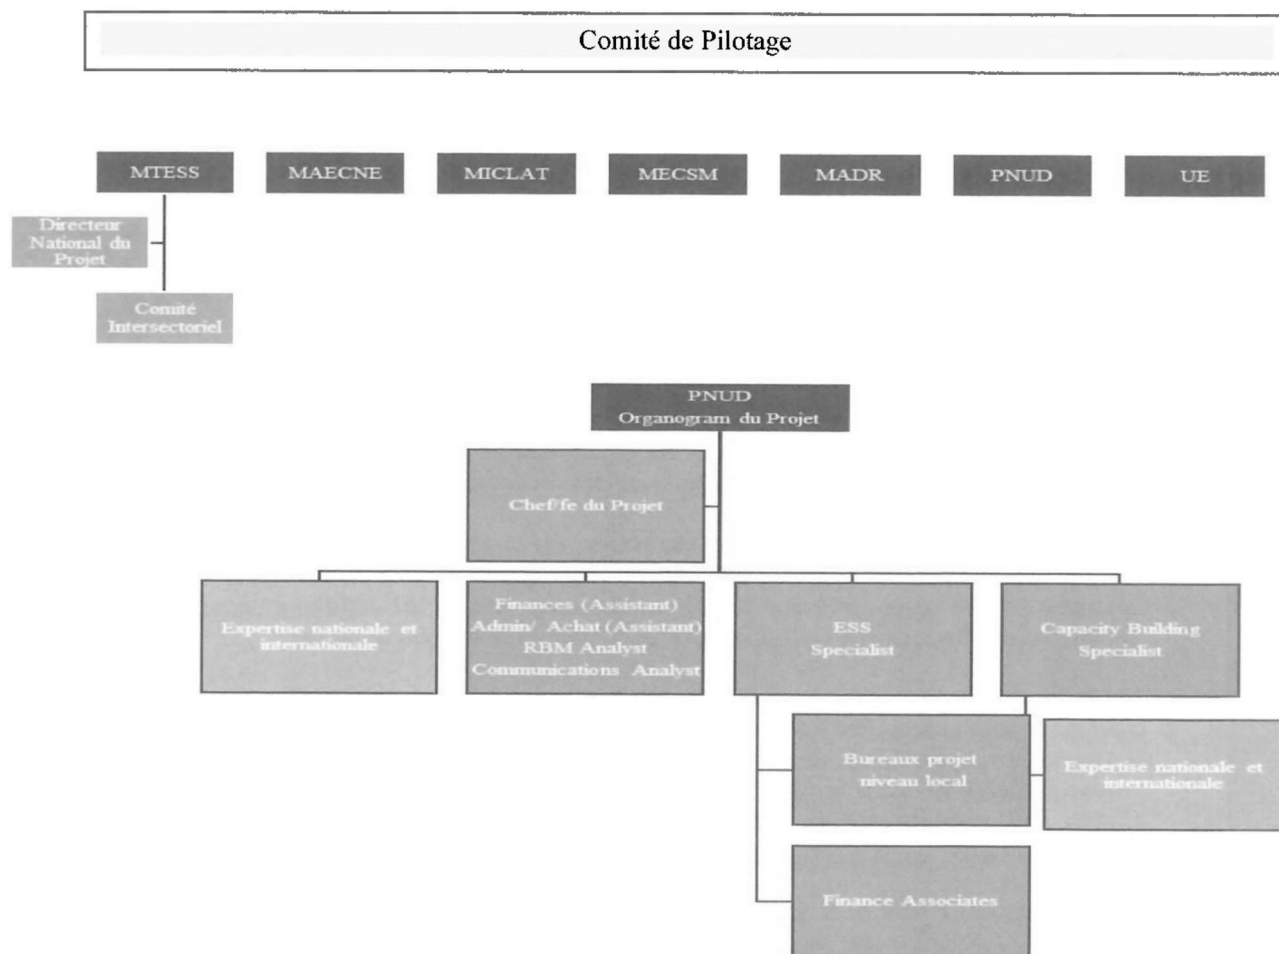 Comité de Pilotage
MTESS
MAECNE
MICLAT
MECSM
MADR
PNUD
UE
Directeur
National du
Projet
Comité
Intersectoriel
PNUD
Organogram du Projet
Chef/fe du Projet
Expertise nationale et
internationale
Finances (Assistant)
Admin/ Achat (Assistant)
RBM Analyst
Communications Analyst
ESS
Specialist
Capacity Building
Specialist
Bureaux projet
niveau local
Expertise nationale et
internationale
Finance Associates